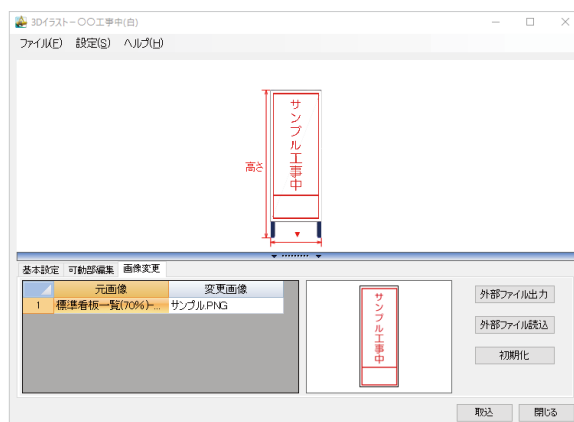 3Dイラスト-〇〇工事中(白)
ファイル(F) 設定(S) ヘルプ(H)
サンプル工事中
高さ
基本設定 可動部編集 画像変更
元画像 変更画像
1 標準看板一覧(70%)-... サンプル.PNG
サンプル工事中
外部ファイル出力
外部ファイル読込
初期化
取込 閉じる